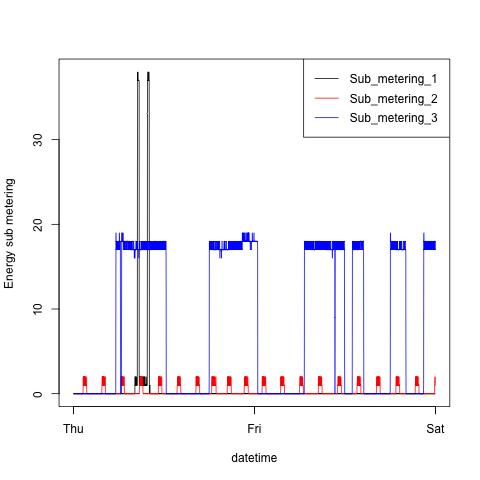 Sub_metering_1
Sub_metering_2
Sub_metering_3
Energy sub metering
30
20
10
0
Thu
Fri
Sat
datetime